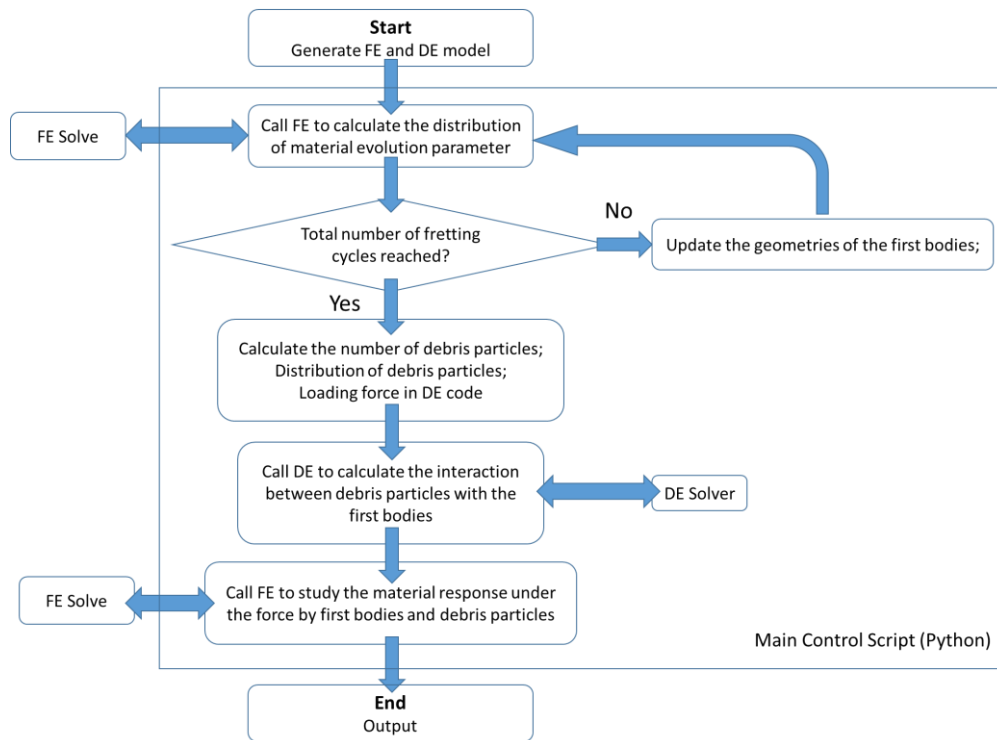 Start
Generate FE and DE model
FE Solve
Call FE to calculate the distribution
of material evolution parameter
No
Total number of fretting
cycles reached?
Update the geometries of the first bodies;
Yes
Calculate the number of debris particles;
Distribution of debris particles;
Loading force in DE code
Call DE to calculate the interaction
between debris particles with the
first bodies
DE Solver
FE Solve
Call FE to study the material response under
the force by first bodies and debris particles
Main Control Script (Python)
End
Output